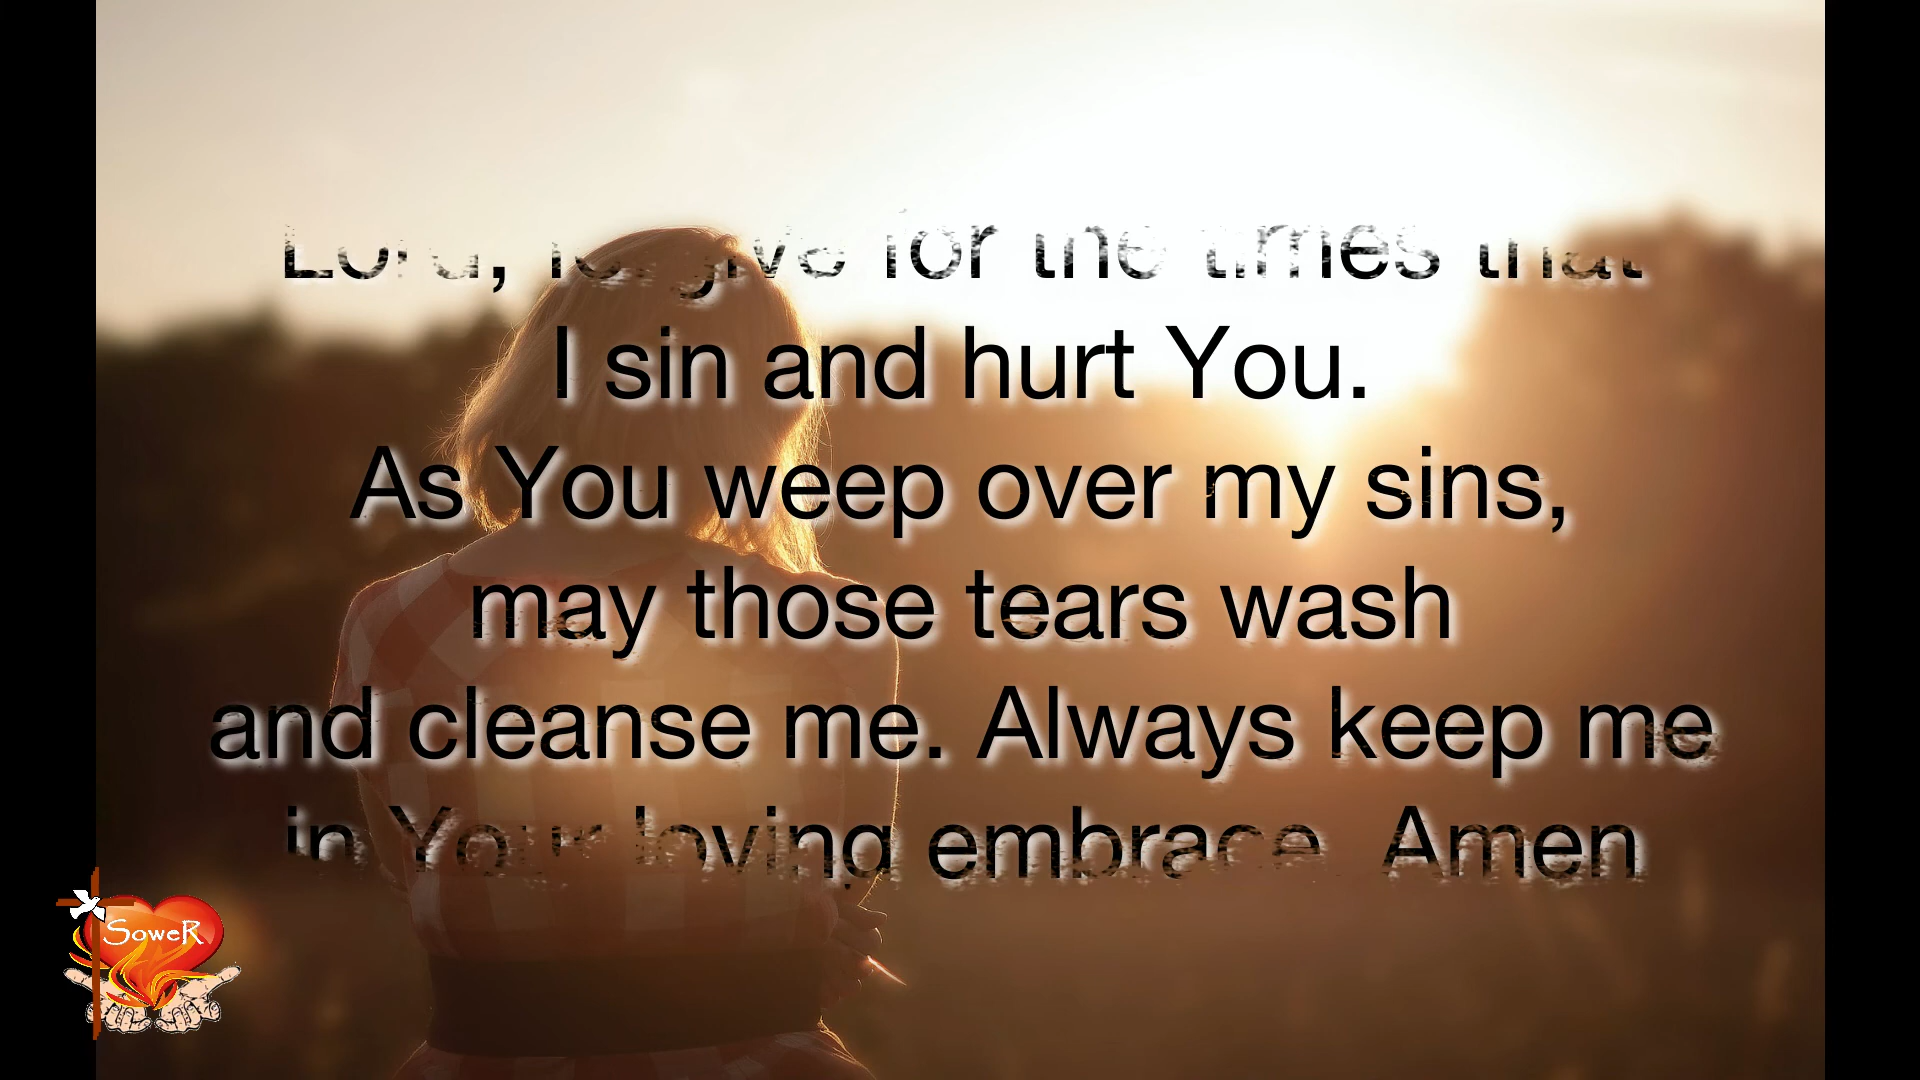 Lord, forgive for the times that
I sin and hurt You.
As You weep over my sins,
may those tears wash
and cleanse me. Always keep me
in Your loving embrace. Amen
SoweR